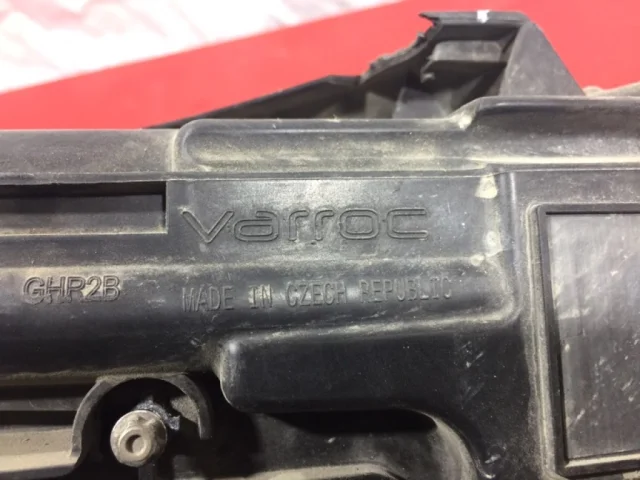 varroc
GHR2B
MADE IN CZECH REPUBLIC